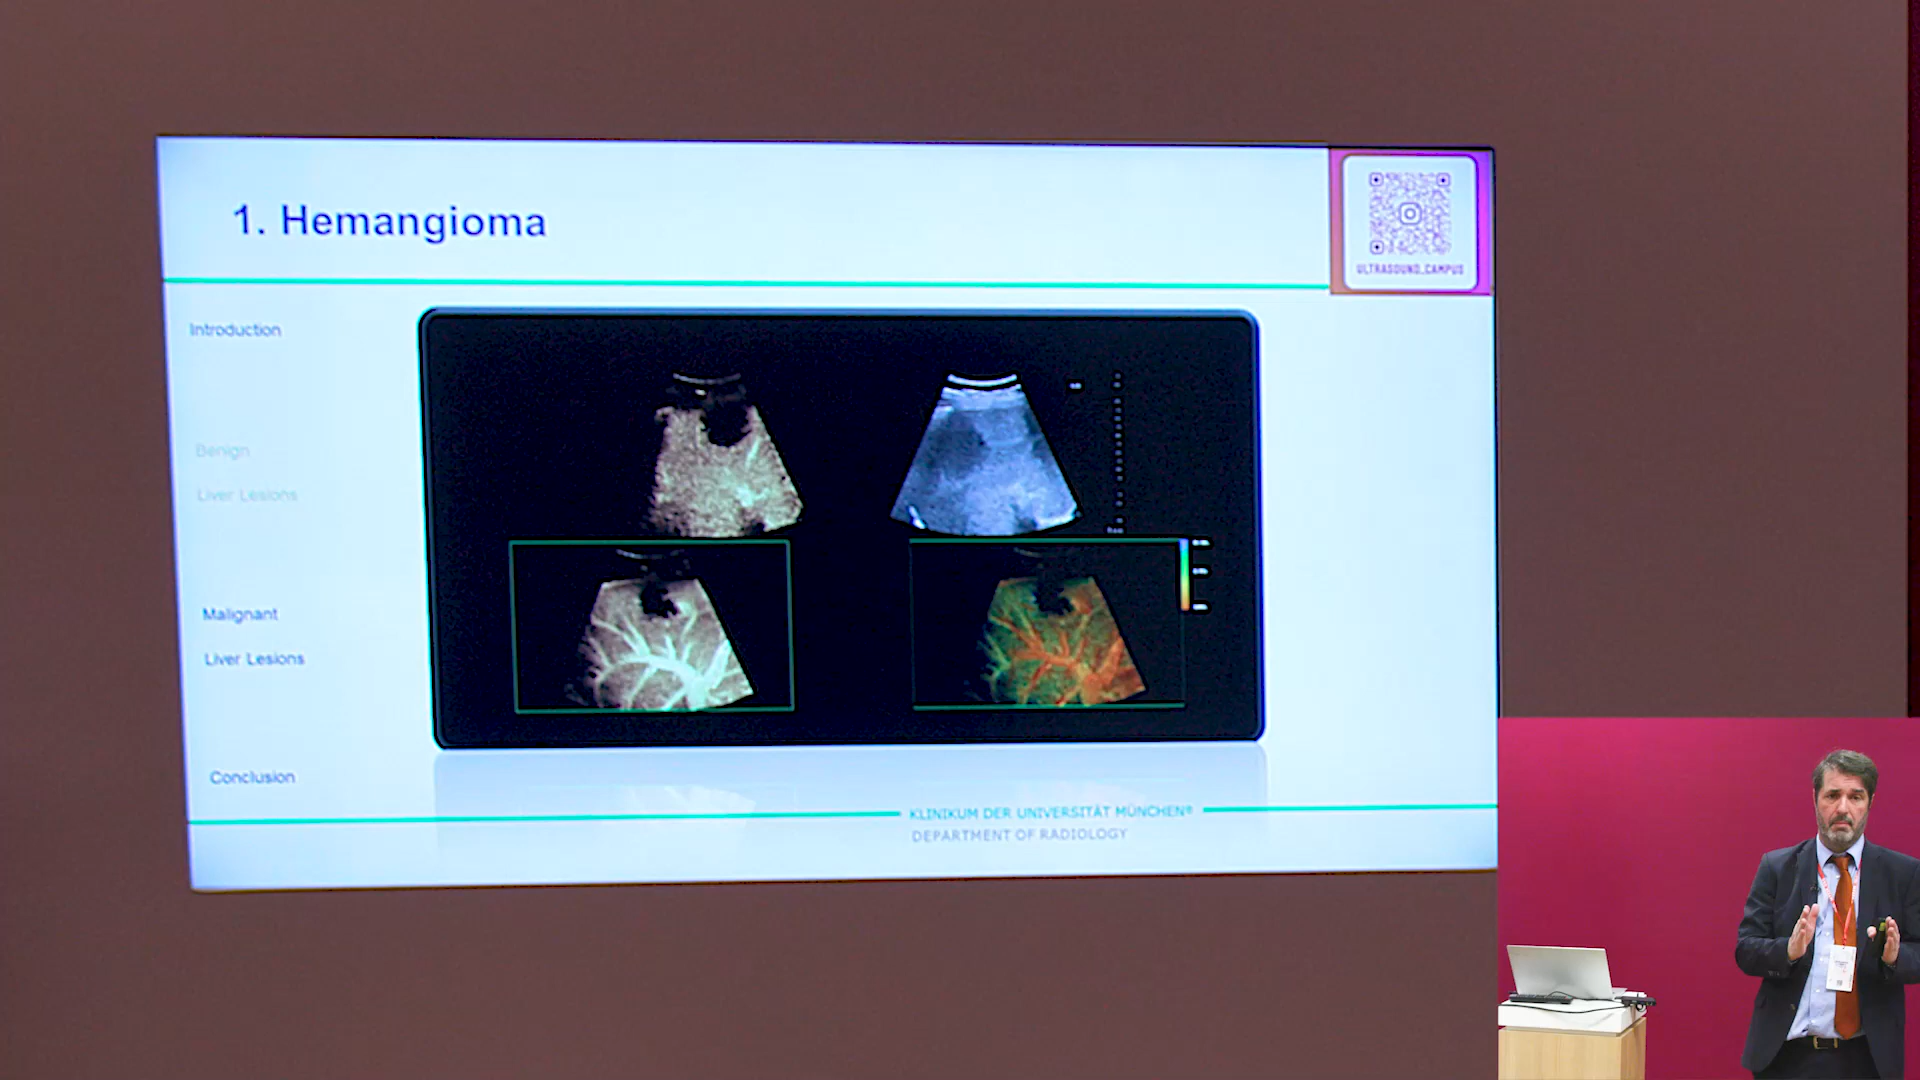 1. Hemangioma
ULTRASOUND_CAMPUS
Introduction
Benign
Liver Lesions
Malignant
Liver Lesions
Conclusion
KLINIKUM DER UNIVERSITÄT MÜNCHEN®
DEPARTMENT OF RADIOLOGY